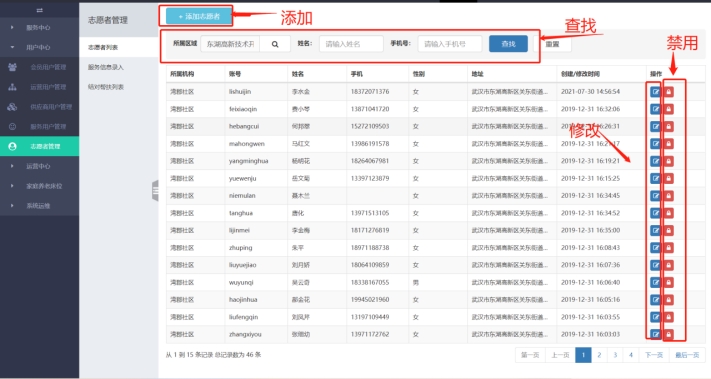 服务中心
用户中心
会员用户管理
运营用户管理
供应商用户管理
服务用户管理
志愿者管理
运营中心
家庭养老床位
系统运维
志愿者管理
志愿者列表
服务信息录入
结对帮扶列表
+ 添加志愿者
添加
所属区域 东湖高新技术开 姓名: 请输入姓名 手机号: 请输入手机号 查找 重置
查找
禁用
修改
所属机构 账号 姓名 手机 性别 地址 创建/修改时间 操作
湾郡社区 lishuijin 李水金 18372071376 女 武汉市东湖高新区关东街道... 2021-07-30 14:56:54
湾郡社区 feixiaoqin 费小琴 13871041720 女 武汉市东湖高新区关东街道... 2019-12-31 16:32:06
湾郡社区 hebangcui 何邦翠 15272109503 女 武汉市东湖高新区关东街道... 2019-12-31 16:26:31
湾郡社区 mahongwen 马红文 13986191578 女 武汉市东湖高新区关东街道... 2019-12-31 16:21:17
湾郡社区 yangminghua 杨明花 18264067981 女 武汉市东湖高新区关东街道... 2019-12-31 16:19:21
湾郡社区 yuewenju 岳文菊 13397123879 女 武汉市东湖高新区关东街道... 2019-12-31 16:15:25
湾郡社区 niemulan 聂木兰 女 武汉市东湖高新区关东街道... 2019-12-31 16:34:45
湾郡社区 tanghua 唐化 13971513105 女 武汉市东湖高新区关东街道... 2019-12-31 16:34:52
湾郡社区 lijinmei 李金梅 18171276819 女 武汉市东湖高新区关东街道... 2019-12-31 16:35:00
湾郡社区 zhuping 朱平 18971188738 女 武汉市东湖高新区关东街道... 2019-12-31 16:08:43
湾郡社区 liuyuejiao 刘月娇 18064109859 女 武汉市东湖高新区关东街道... 2019-12-31 16:07:36
湾郡社区 wuyunqi 吴云奇 18338167055 男 武汉市东湖高新区关东街道... 2019-12-31 16:06:40
湾郡社区 haojinhua 郝金花 19945021960 女 武汉市东湖高新区关东街道... 2019-12-31 16:05:16
湾郡社区 liufengqin 刘凤芹 13197109449 女 武汉市东湖高新区关东街道... 2019-12-31 16:03:55
湾郡社区 zhangxiyou 女 武汉市东湖高新区关东街道... 2019-12-31 16:03:03
从 1 到 15 条记录 总记录数为 46 条
第一页 上一页 1 2 3 4 下一页 最后一页